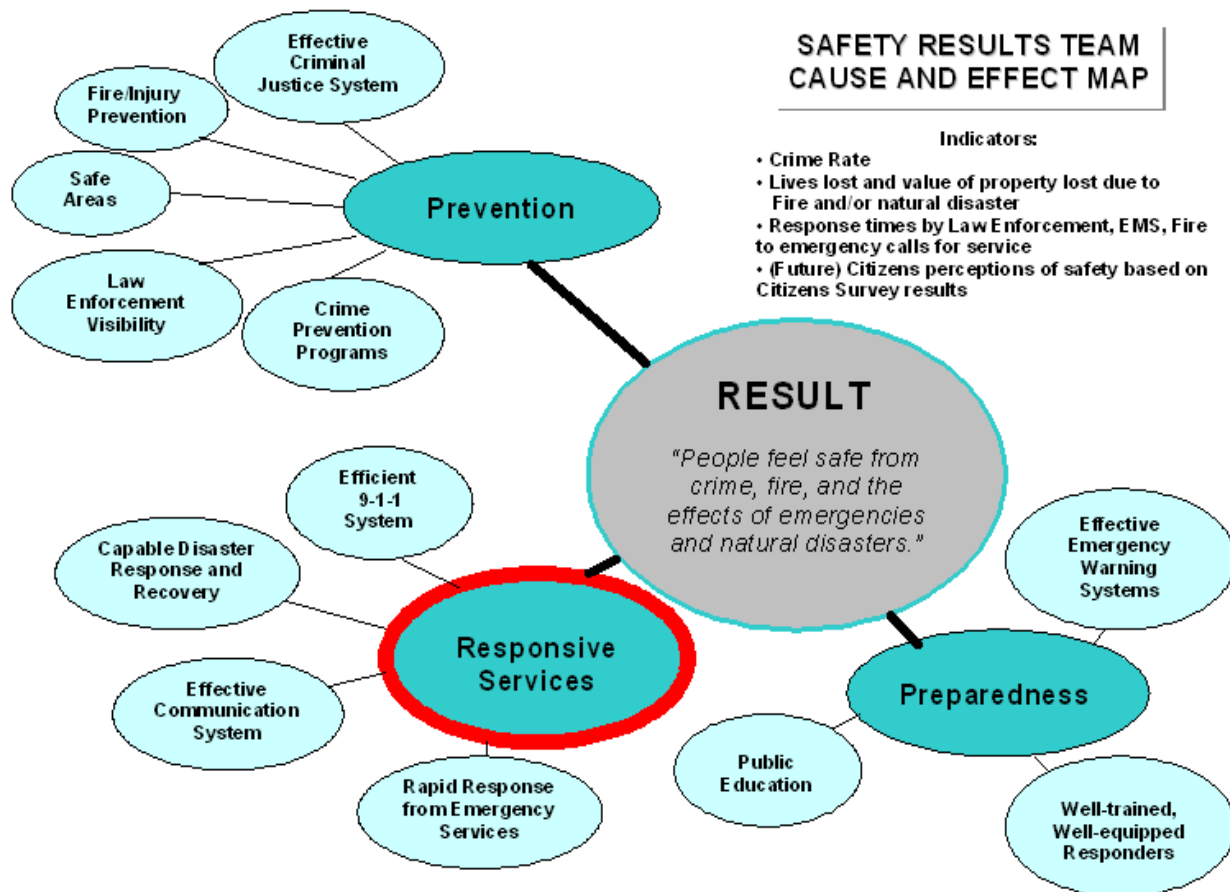 SAFETY RESULTS TEAM
CAUSE AND EFFECT MAP
Indicators:
• Crime Rate
• Lives lost and value of property lost due to
Fire and/or natural disaster
• Response times by Law Enforcement, EMS, Fire
to emergency calls for service
• (Future) Citizens perceptions of safety based on
Citizens Survey results
Effective
Criminal
Justice System
Fire/Injury
Prevention
Safe
Areas
Law
Enforcement
Visibility
Crime
Prevention
Programs
Prevention
RESULT
"People feel safe from
crime, fire, and the
effects of emergencies
and natural disasters."
Efficient
9-1-1
System
Capable Disaster
Response and
Recovery
Effective
Communication
System
Rapid Response
from Emergency
Services
Responsive
Services
Effective
Emergency
Warning
Systems
Preparedness
Public
Education
Well-trained,
Well-equipped
Responders